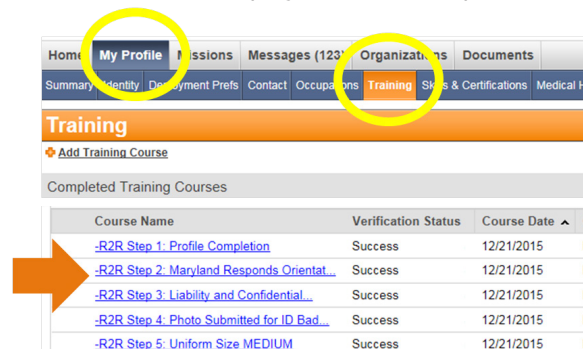 Home My Profile Missions Messages (123) Organizations Documents
Summary Identity Deployment Prefs Contact Occupations Training Skills & Certifications Medical H
Training
Add Training Course
Completed Training Courses
Course Name Verification Status Course Date
-R2R Step 1: Profile Completion Success 12/21/2015
-R2R Step 2: Maryland Responds Orientat... Success 12/21/2015
-R2R Step 3: Liability and Confidential... Success 12/21/2015
-R2R Step 4: Photo Submitted for ID Bad... Success 12/21/2015
-R2R Step 5: Uniform Size MEDIUM Success 12/21/2015